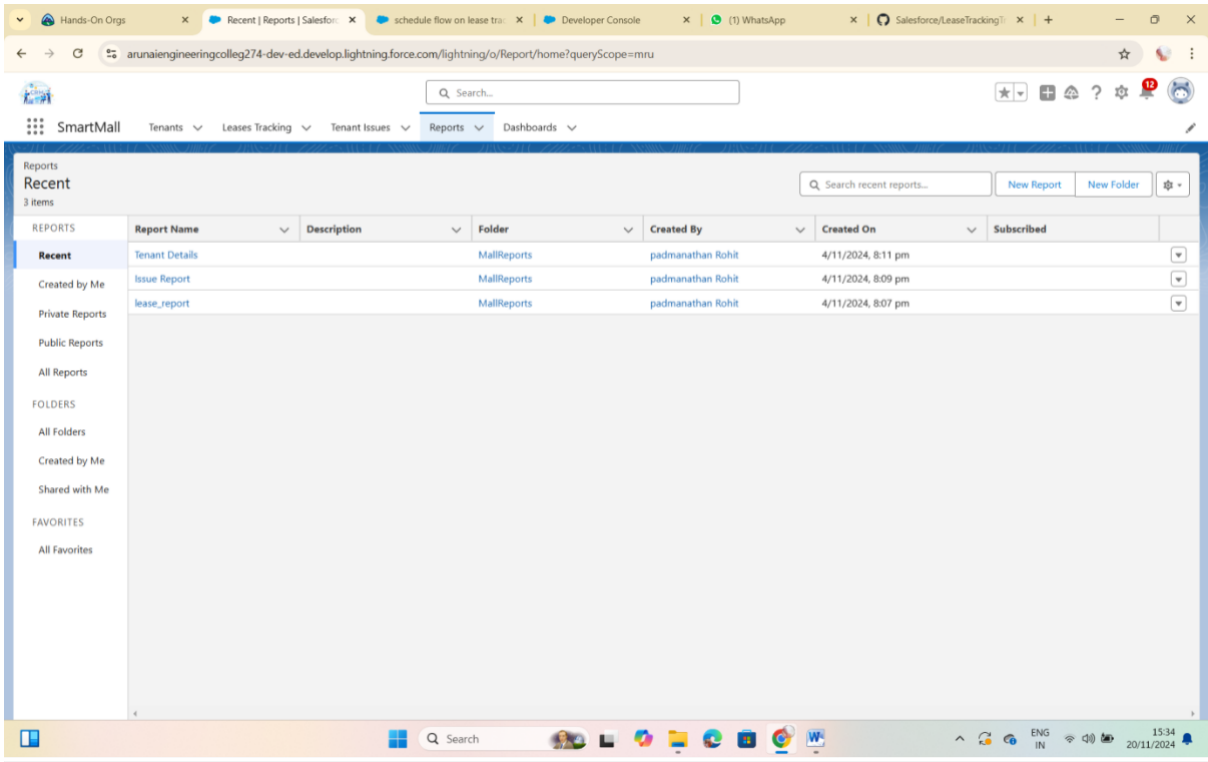 Hands-On Orgs
Recent | Reports | Salesforc
schedule flow on lease trac
Developer Console
(1) WhatsApp
Salesforce/LeaseTrackingT
arunaiengineeringcolleg274-dev-ed.develop.lightning.force.com/lightning/o/Report/home?queryScope=mru
Search...
12
SmartMall Tenants Leases Tracking Tenant Issues Reports Dashboards
Reports
Recent
3 items
Search recent reports...
New Report
New Folder
REPORTS
Recent
Created by Me
Private Reports
Public Reports
All Reports
FOLDERS
All Folders
Created by Me
Shared with Me
FAVORITES
All Favorites
Report Name Description Folder Created By Created On Subscribed
Tenant Details MallReports padmanathan Rohit 4/11/2024, 8:11 pm
Issue Report MallReports padmanathan Rohit 4/11/2024, 8:09 pm
lease_report MallReports padmanathan Rohit 4/11/2024, 8:07 pm
Search
ENG
IN
15:34
20/11/2024